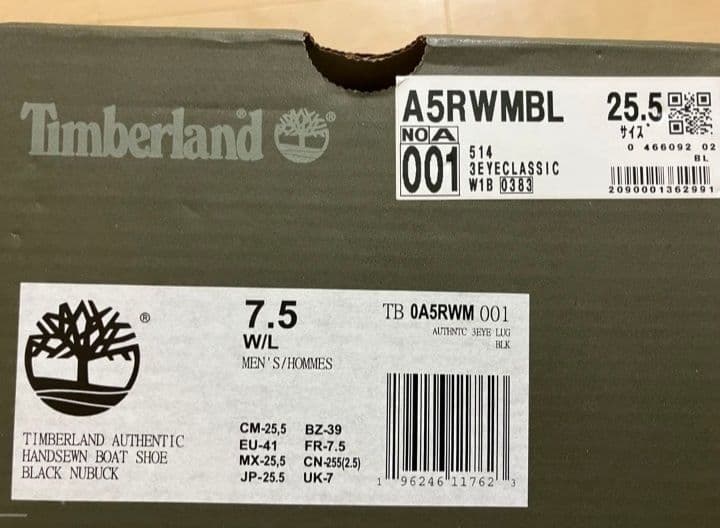 Timberland®
A5RWMBL
25.5
サイズ
NO A
001
514
3EYECLASSIC
W1B 0383
0 466092 02
BL
2090001362991
®
7.5
W/L
MEN'S/HOMMES
TB 0A5RWM 001
AUTHNTC 3EYE LUG
BLK
TIMBERLAND AUTHENTIC
HANDSEWN BOAT SHOE
BLACK NUBUCK
CM-25,5 BZ-39
EU-41 FR-7.5
MX-25,5 CN-255(2.5)
JP-25.5 UK-7
1 96246 11762 3